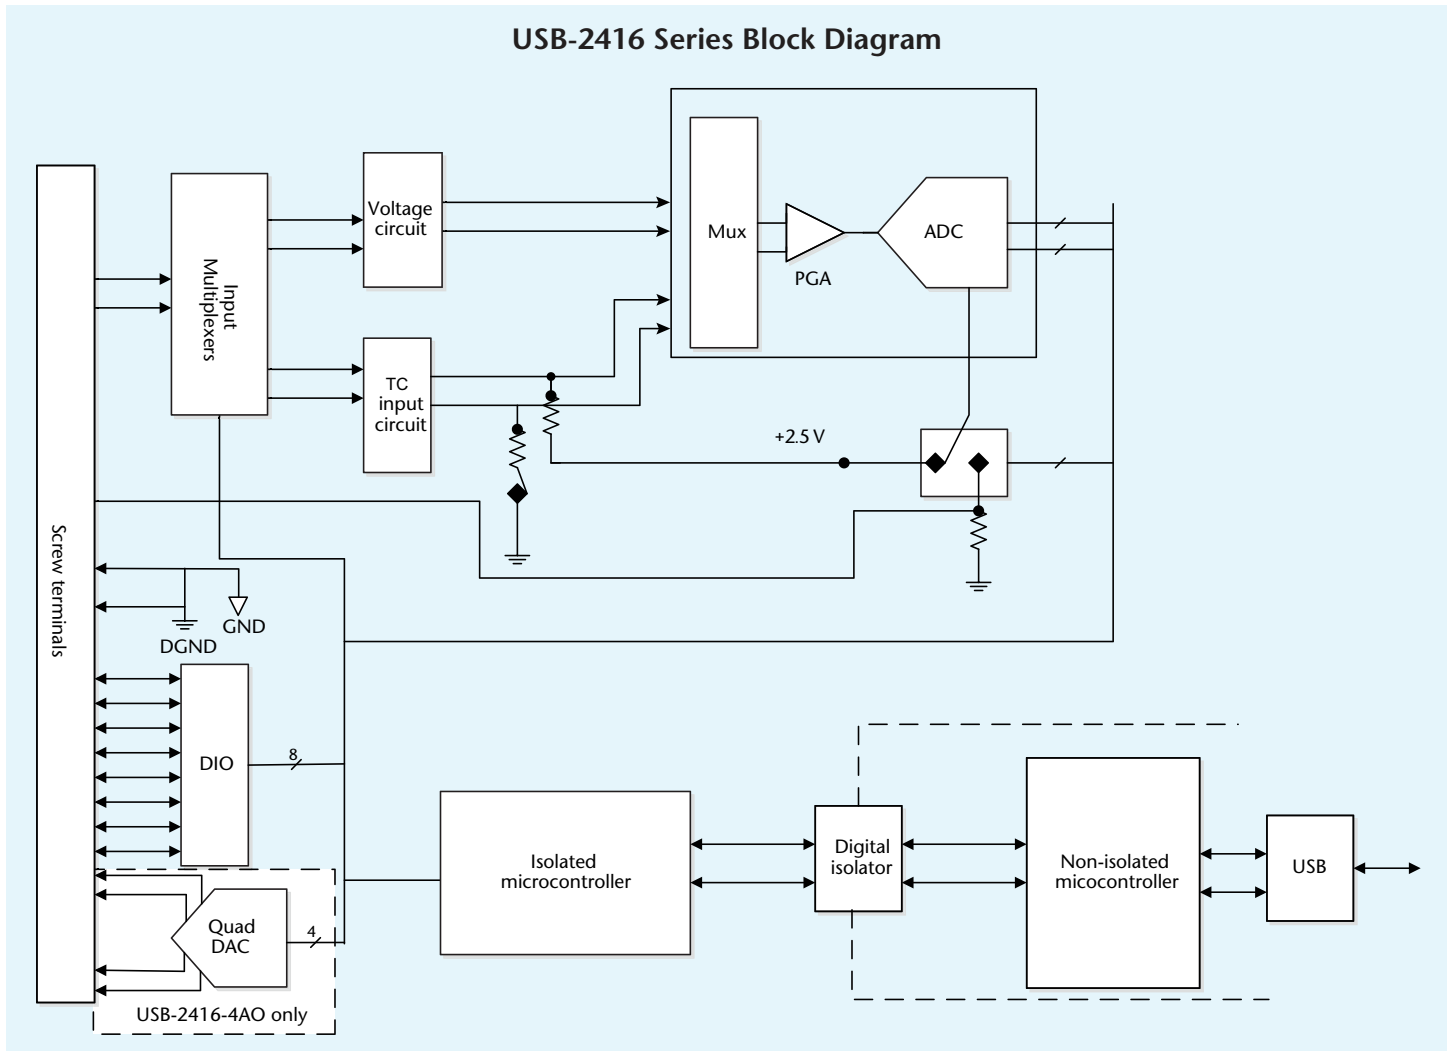 USB-2416 Series Block Diagram
Screw terminals
Input
Multiplexers
Voltage
circuit
TC
input
circuit
Mux
PGA
ADC
+2.5 V
GND
DGND
DIO
8
Quad
DAC
4
USB-2416-4AO only
Isolated
microcontroller
Digital
isolator
Non-isolated
micocontroller
USB